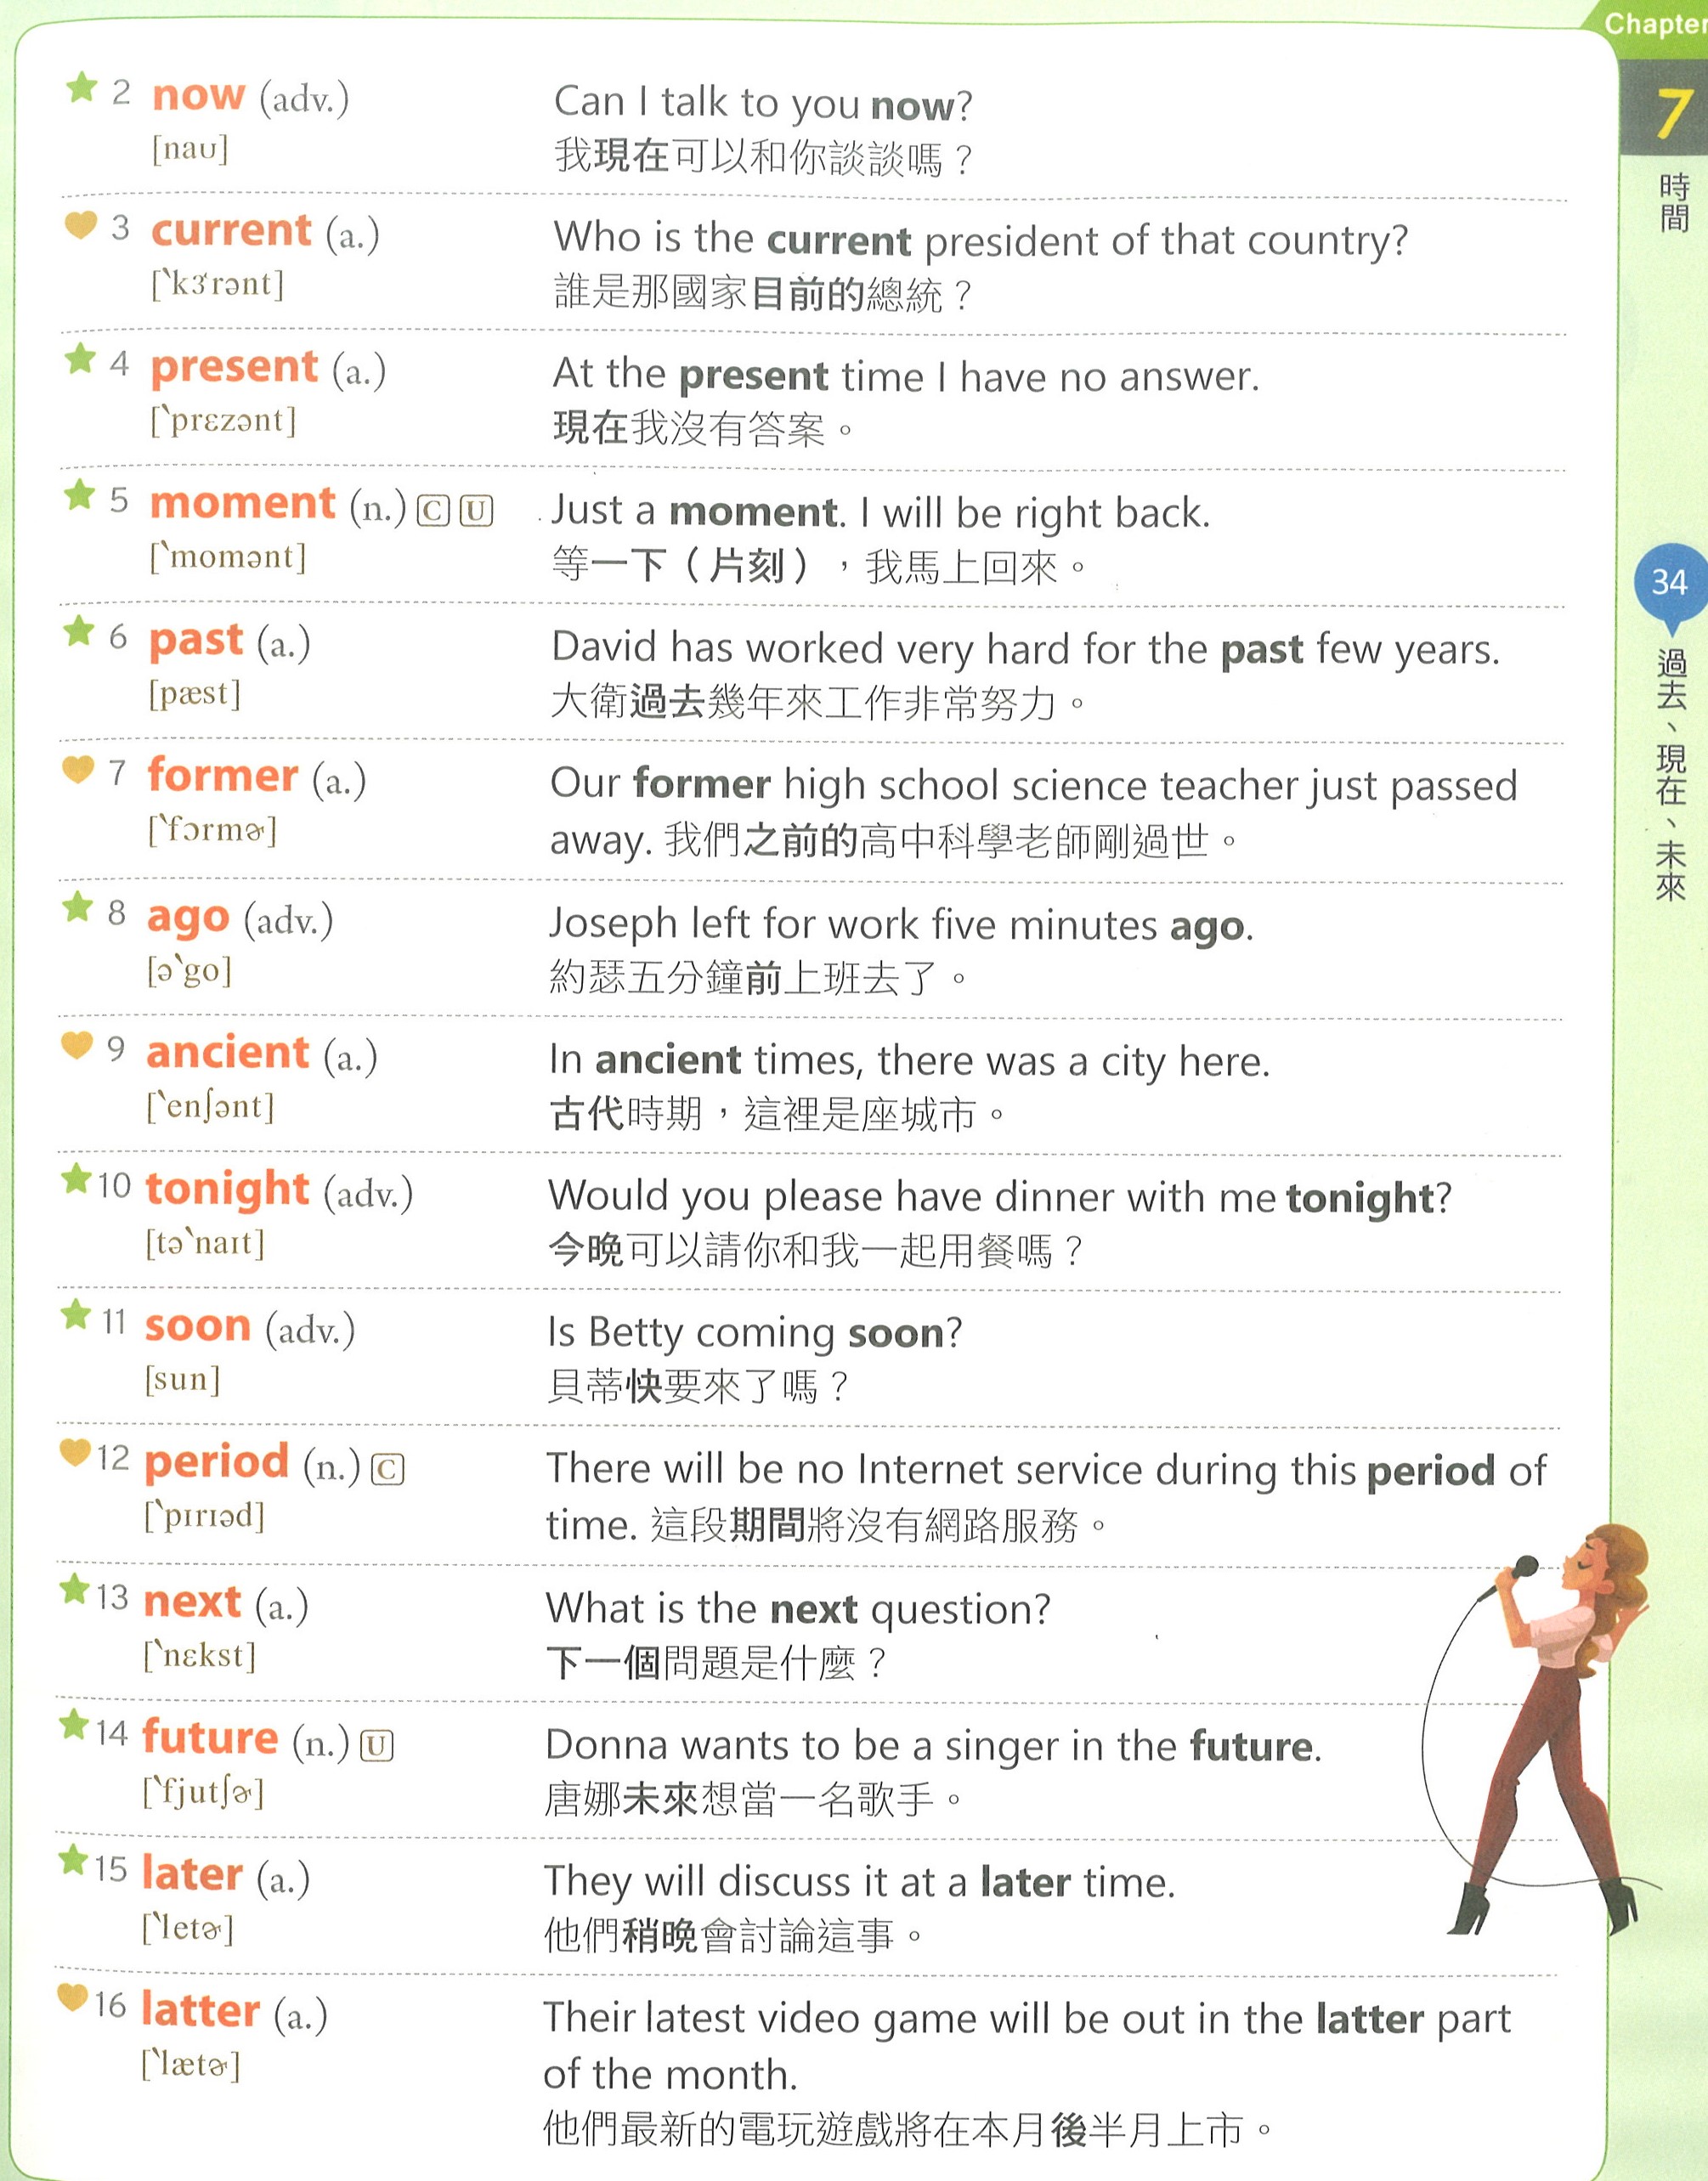 Chapter
7
時間
34
過去、現在、未來
2 now (adv.)
[naʊ]
Can I talk to you now?
我現在可以和你談談嗎？
3 current (a.)
[ˋkɝrənt]
Who is the current president of that country?
誰是那國家目前的總統？
4 present (a.)
[ˋprɛzənt]
At the present time I have no answer.
現在我沒有答案。
5 moment (n.) C U
[ˋmomənt]
Just a moment. I will be right back.
等一下（片刻），我馬上回來。
6 past (a.)
[pæst]
David has worked very hard for the past few years.
大衛過去幾年來工作非常努力。
7 former (a.)
[ˋfɔrmɚ]
Our former high school science teacher just passed
away. 我們之前的高中科學老師剛過世。
8 ago (adv.)
[əˋgo]
Joseph left for work five minutes ago.
約瑟五分鐘前上班去了。
9 ancient (a.)
[ˋenʃənt]
In ancient times, there was a city here.
古代時期，這裡是座城市。
10 tonight (adv.)
[təˋnaɪt]
Would you please have dinner with me tonight?
今晚可以請你和我一起用餐嗎？
11 soon (adv.)
[sun]
Is Betty coming soon?
貝蒂快要來了嗎？
12 period (n.) C
[ˋpɪrɪəd]
There will be no Internet service during this period of
time. 這段期間將沒有網路服務。
13 next (a.)
[ˋnɛkst]
What is the next question?
下一個問題是什麼？
14 future (n.) U
[ˋfjutʃɚ]
Donna wants to be a singer in the future.
唐娜未來想當一名歌手。
15 later (a.)
[ˋletɚ]
They will discuss it at a later time.
他們稍晚會討論這事。
16 latter (a.)
[ˋlætɚ]
Their latest video game will be out in the latter part
of the month.
他們最新的電玩遊戲將在本月後半月上市。